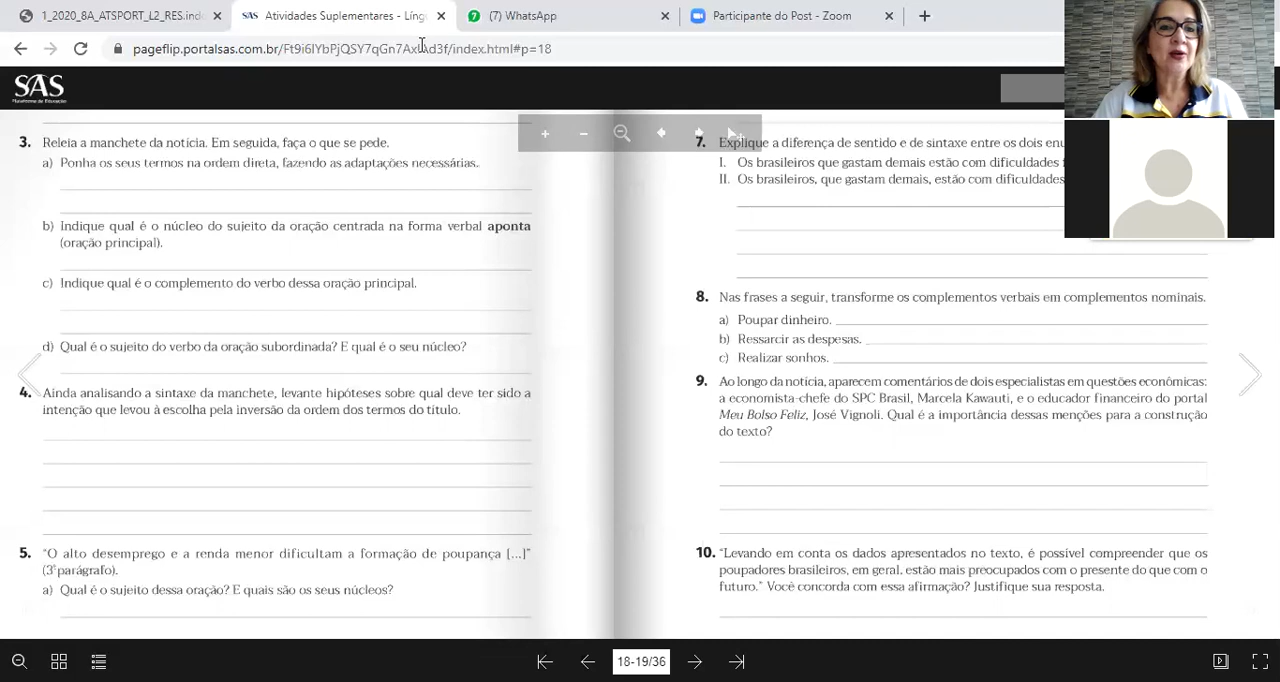 1_2020_8A_ATSPORT_L2_RES.ind
Atividades Suplementares - Líng
(7) WhatsApp
Participante do Post - Zoom
pageflip.portalsas.com.br/Ft9i6lYbPjQSY7qGn7AxUAd3f/index.html#p=18
SAS
Plataforma de Educação
3. Releia a manchete da notícia. Em seguida, faça o que se pede.
a) Ponha os seus termos na ordem direta, fazendo as adaptações necessárias.
b) Indique qual é o núcleo do sujeito da oração centrada na forma verbal aponta
(oração principal).
c) Indique qual é o complemento do verbo dessa oração principal.
d) Qual é o sujeito do verbo da oração subordinada? E qual é o seu núcleo?
4. Ainda analisando a sintaxe da manchete, levante hipóteses sobre qual deve ter sido a
intenção que levou à escolha pela inversão da ordem dos termos do título.
5. "O alto desemprego e a renda menor dificultam a formação de poupança [...]"
(3º parágrafo).
a) Qual é o sujeito dessa oração? E quais são os seus núcleos?
7. Explique a diferença de sentido e de sintaxe entre os dois enu
I. Os brasileiros que gastam demais estão com dificuldades f
II. Os brasileiros, que gastam demais, estão com dificuldades
8. Nas frases a seguir, transforme os complementos verbais em complementos nominais.
a) Poupar dinheiro.
b) Ressarcir as despesas.
c) Realizar sonhos.
9. Ao longo da notícia, aparecem comentários de dois especialistas em questões econômicas:
a economista-chefe do SPC Brasil, Marcela Kawauti, e o educador financeiro do portal
Meu Bolso Feliz, José Vignoli. Qual é a importância dessas menções para a construção
do texto?
10. "Levando em conta os dados apresentados no texto, é possível compreender que os
poupadores brasileiros, em geral, estão mais preocupados com o presente do que com o
futuro." Você concorda com essa afirmação? Justifique sua resposta.
18-19/36